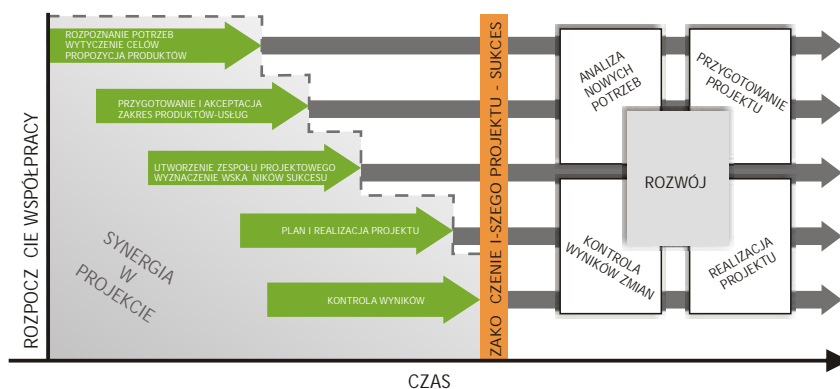 ROZPOCZ CIE WSPÓŁPRACY
ROZPOZNANIE POTRZEB
WYTYCZENIE CELÓW
PROPOZYCJA PRODUKTÓW
PRZYGOTOWANIE I AKCEPTACJA
ZAKRES PRODUKTÓW-USŁUG
UTWORZENIE ZESPOŁU PROJEKTOWEGO
WYZNACZENIE WSKA NIKÓW SUKCESU
PLAN I REALIZACJA PROJEKTU
KONTROLA WYNIKÓW
SYNERGIA
W
PROJEKCIE
ZAKO CZENIE I-SZEGO PROJEKTU - SUKCES
ANALIZA
NOWYCH
POTRZEB
PRZYGOTOWANIE
PROJEKTU
ROZWÓJ
KONTROLA
WYNIKÓW ZMIAN
REALIZACJA
PROJEKTU
CZAS